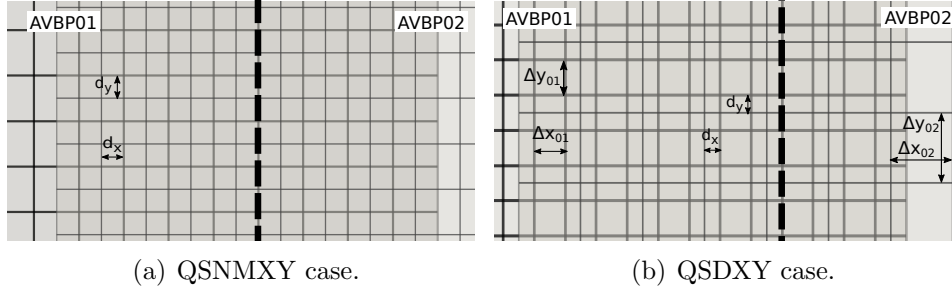 AVBP01
AVBP02
dy
dx
(a) QSNMXY case.
AVBP01
AVBP02
Δy01
dy
Δx01
dx
Δy02
Δx02
(b) QSDXY case.